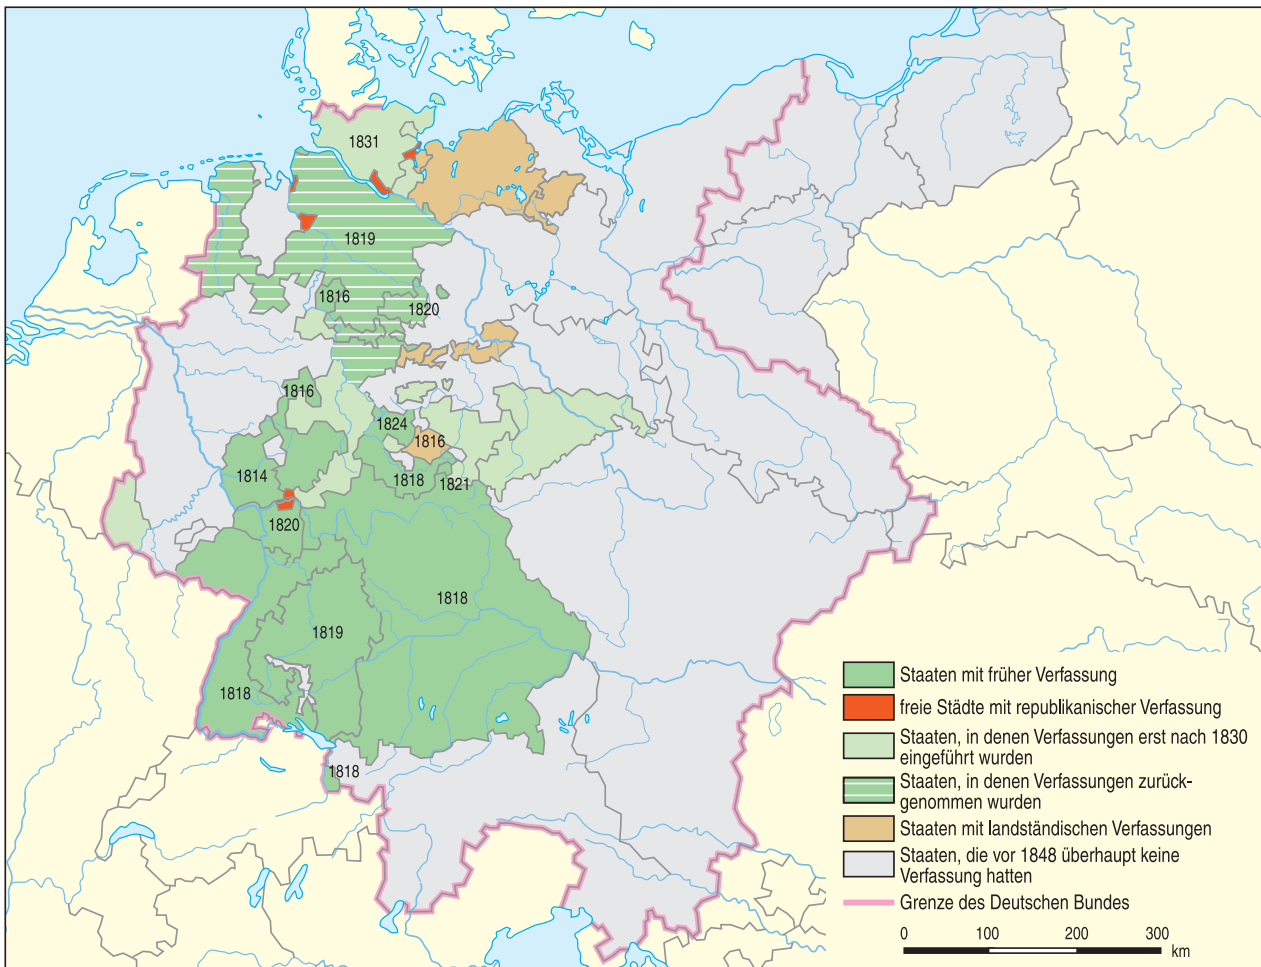 1831
1819
1816
1820
1816
1824
1816
1814
1818
1821
1820
1818
1819
1818
1818
Staaten mit früher Verfassung
freie Städte mit republikanischer Verfassung
Staaten, in denen Verfassungen erst nach 1830
eingeführt wurden
Staaten, in denen Verfassungen zurück-
genommen wurden
Staaten mit landständischen Verfassungen
Staaten, die vor 1848 überhaupt keine
Verfassung hatten
Grenze des Deutschen Bundes
0 100 200 300
km